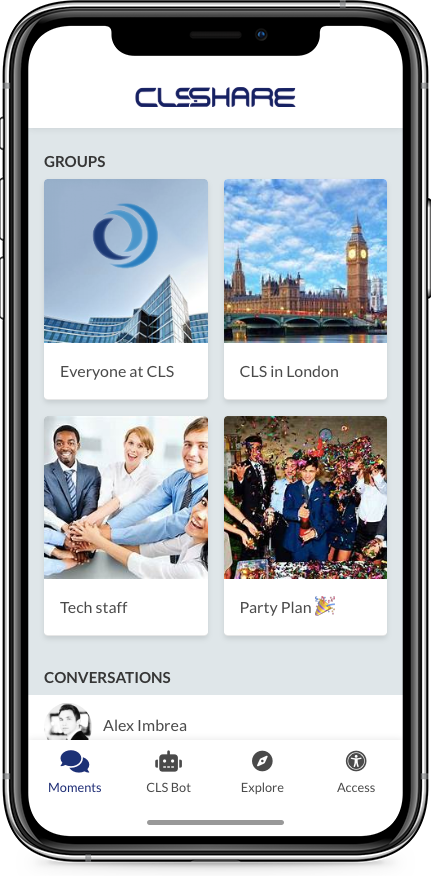 CLSSHARE
GROUPS
Everyone at CLS
CLS in London
Tech staff
Party Plan 🎉
CONVERSATIONS
Alex Imbrea
Moments
CLS Bot
Explore
Access